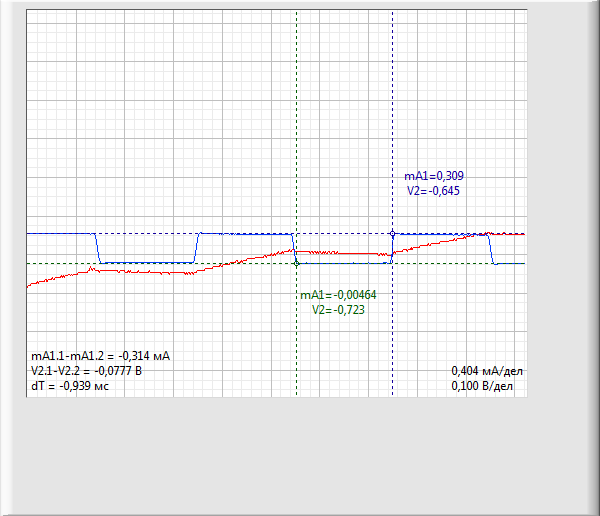 mA1=0,309
V2=-0,645
mA1=-0,00464
V2=-0,723
mA1.1-mA1.2 = -0,314 мА
V2.1-V2.2 = -0,0777 В
dT = -0,939 мс
0,404 мА/дел
0,100 В/дел